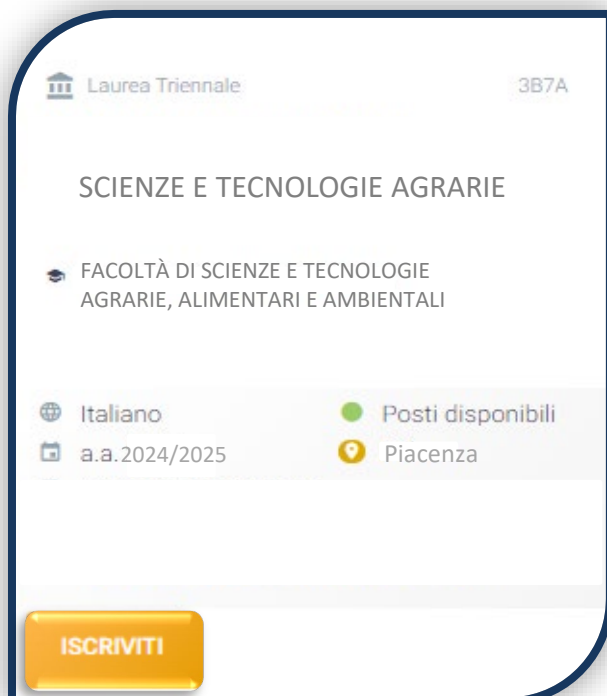 Laurea Triennale 3B7A
SCIENZE E TECNOLOGIE AGRARIE
FACOLTÀ DI SCIENZE E TECNOLOGIE
AGRARIE, ALIMENTARI E AMBIENTALI
Italiano Posti disponibili
a.a.2024/2025 Piacenza
ISCRIVITI